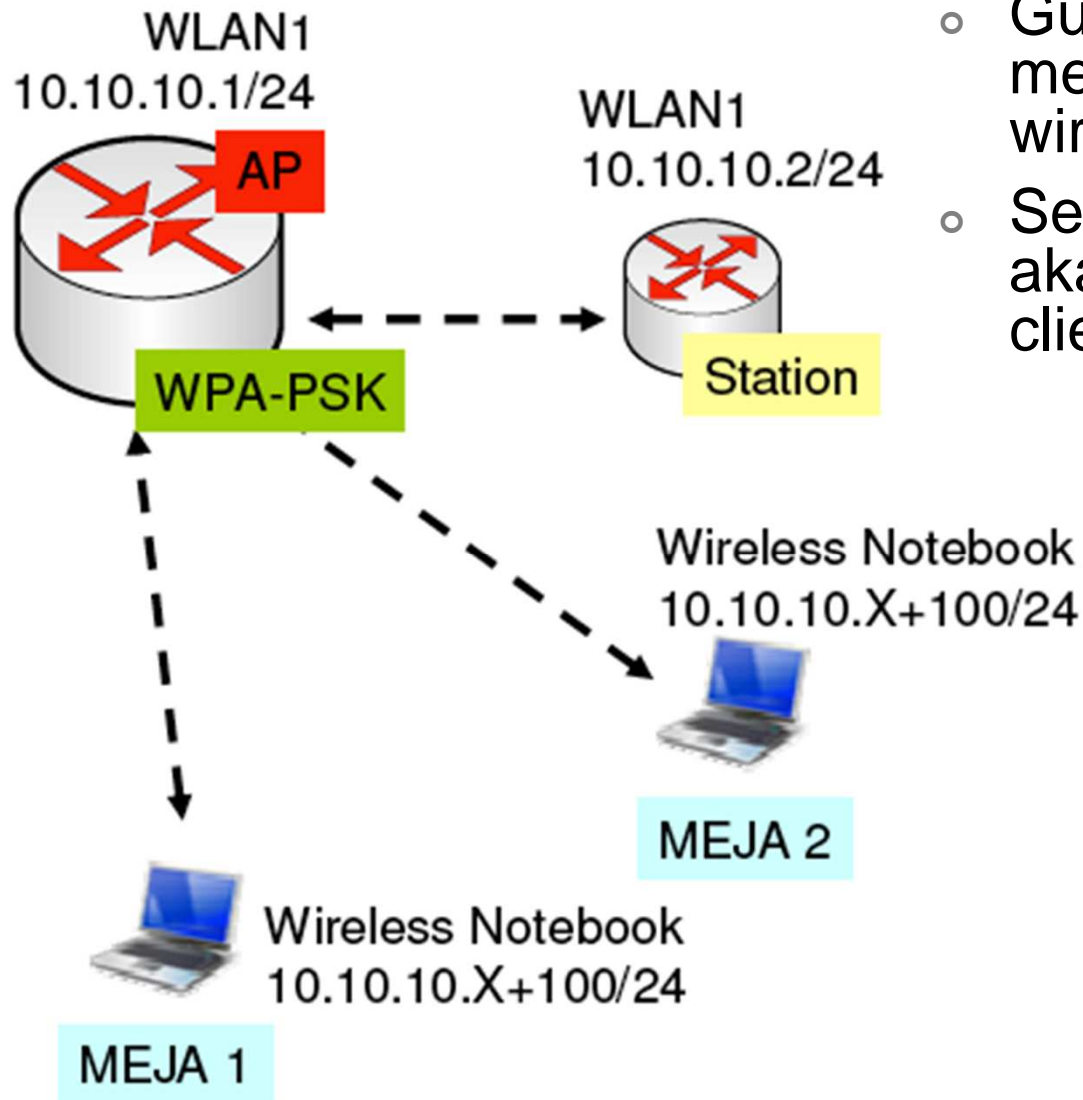 WLAN1
10.10.10.1/24
AP
WPA-PSK
WLAN1
10.10.10.2/24
Station
Wireless Notebook
10.10.10.X+100/24
MEJA 2
Wireless Notebook
10.10.10.X+100/24
MEJA 1